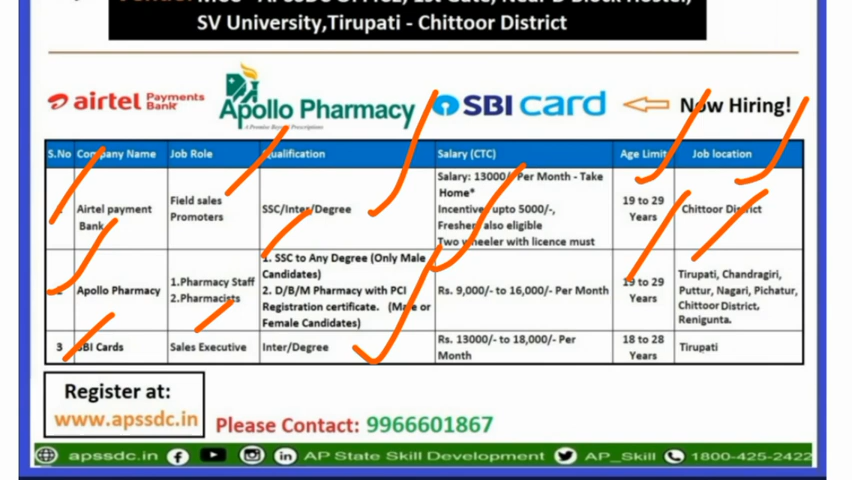 SV University,Tirupati - Chittoor District
airtel Payments Bank
Apollo Pharmacy
SBI card
Now Hiring!
S.No Company Name Job Role Qualification Salary (CTC) Age Limit Job location
Airtel payment Bank
Field sales Promoters
SSC/Inter/Degree
Salary: 13000/- Per Month - Take
Home*
Incentives upto 5000/-,
Freshers also eligible
Two wheeler with licence must
19 to 29
Years
Chittoor District
2 Apollo Pharmacy
1.Pharmacy Staff
2.Pharmacists
1. SSC to Any Degree (Only Male
Candidates)
2. D/B/M Pharmacy with PCI
Registration certificate. (Male or
Female Candidates)
Rs. 9,000/- to 16,000/- Per Month
19 to 29
Years
Tirupati, Chandragiri,
Puttur, Nagari, Pichatur,
Chittoor District,
Renigunta.
3 SBI Cards
Sales Executive
Inter/Degree
Rs. 13000/- to 18,000/- Per
Month
18 to 28
Years
Tirupati
Register at:
www.apssdc.in
Please Contact: 9966601867
apssdc.in AP State Skill Development AP_Skill 1800-425-2422